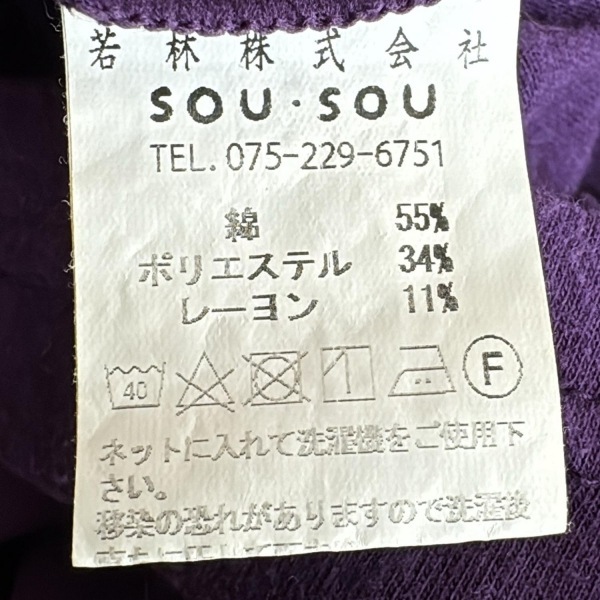 若林株式会社
SOU・SOU
TEL. 075-229-6751
綿 55%
ポリエステル 34%
レーヨン 11%
40
F
ネットに入れて洗濯機をご使用下
さい。
移染の恐れがありますので洗濯後